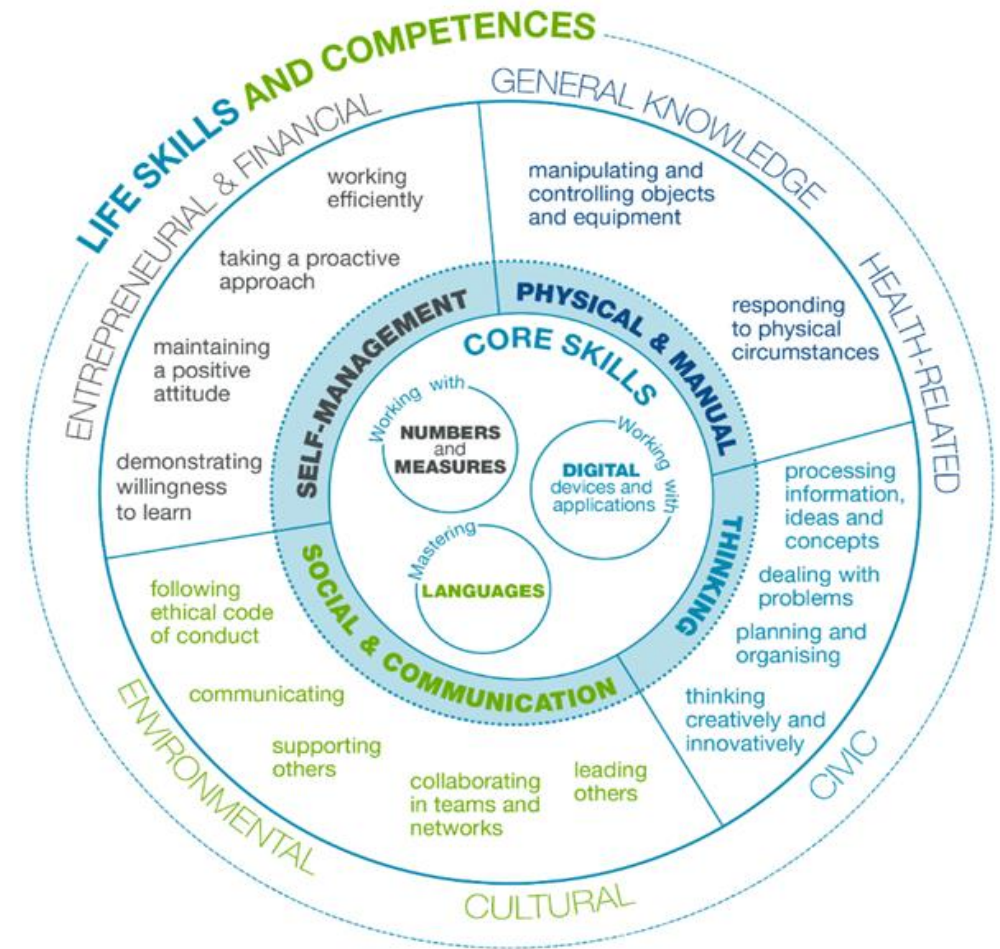 LIFE SKILLS AND COMPETENCES
ENTREPRENEURIAL & FINANCIAL
GENERAL KNOWLEDGE
HEALTH-RELATED
CIVIC
CULTURAL
ENVIRONMENTAL
SELF-MANAGEMENT
working
efficiently
taking a proactive
approach
maintaining
a positive
attitude
demonstrating
willingness
to learn
PHYSICAL & MANUAL
manipulating and
controlling objects
and equipment
responding
to physical
circumstances
THINKING
processing
information,
ideas and
concepts
dealing with
problems
planning and
organising
thinking
creatively and
innovatively
SOCIAL & COMMUNICATION
following
ethical code
of conduct
communicating
supporting
others
collaborating
in teams and
networks
leading
others
CORE SKILLS
Working with
NUMBERS
and
MEASURES
Working with
DIGITAL
devices and
applications
Mastering
LANGUAGES